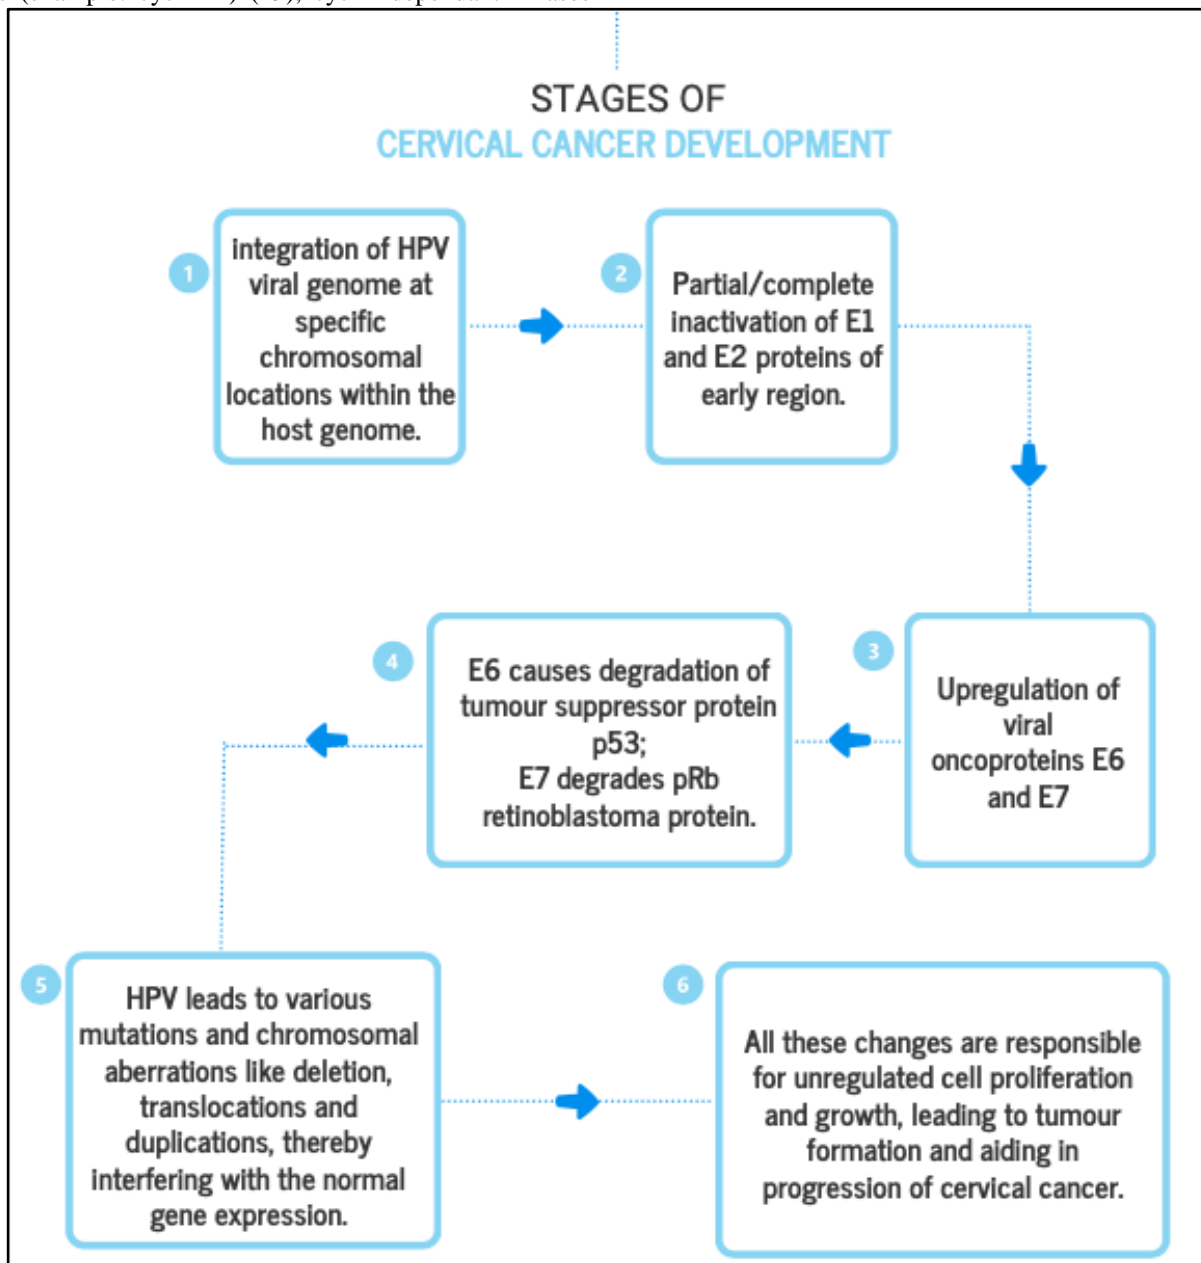 STAGES OF
CERVICAL CANCER DEVELOPMENT
1
integration of HPV
viral genome at
specific
chromosomal
locations within the
host genome.
2
Partial/complete
inactivation of E1
and E2 proteins of
early region.
3
Upregulation of
viral
oncoproteins E6
and E7
4
E6 causes degradation of
tumour suppressor protein
p53;
E7 degrades pRb
retinoblastoma protein.
5
HPV leads to various
mutations and chromosomal
aberrations like deletion,
translocations and
duplications, thereby
interfering with the normal
gene expression.
6
All these changes are responsible
for unregulated cell proliferation
and growth, leading to tumour
formation and aiding in
progression of cervical cancer.